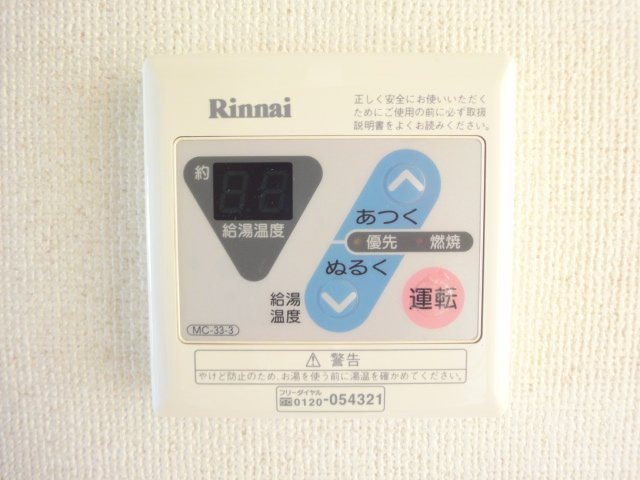 Rinnai
正しく安全にお使いいただく
ためにご使用の前に必ず取扱
説明書をよくお読みください。
約
給湯温度
あつく
優先 燃焼
ぬるく
給湯
温度
運転
MC-33-3
⚠ 警告
やけど防止のため、お湯を使う前に湯温を確かめてください。
フリーダイヤル
0120-054321